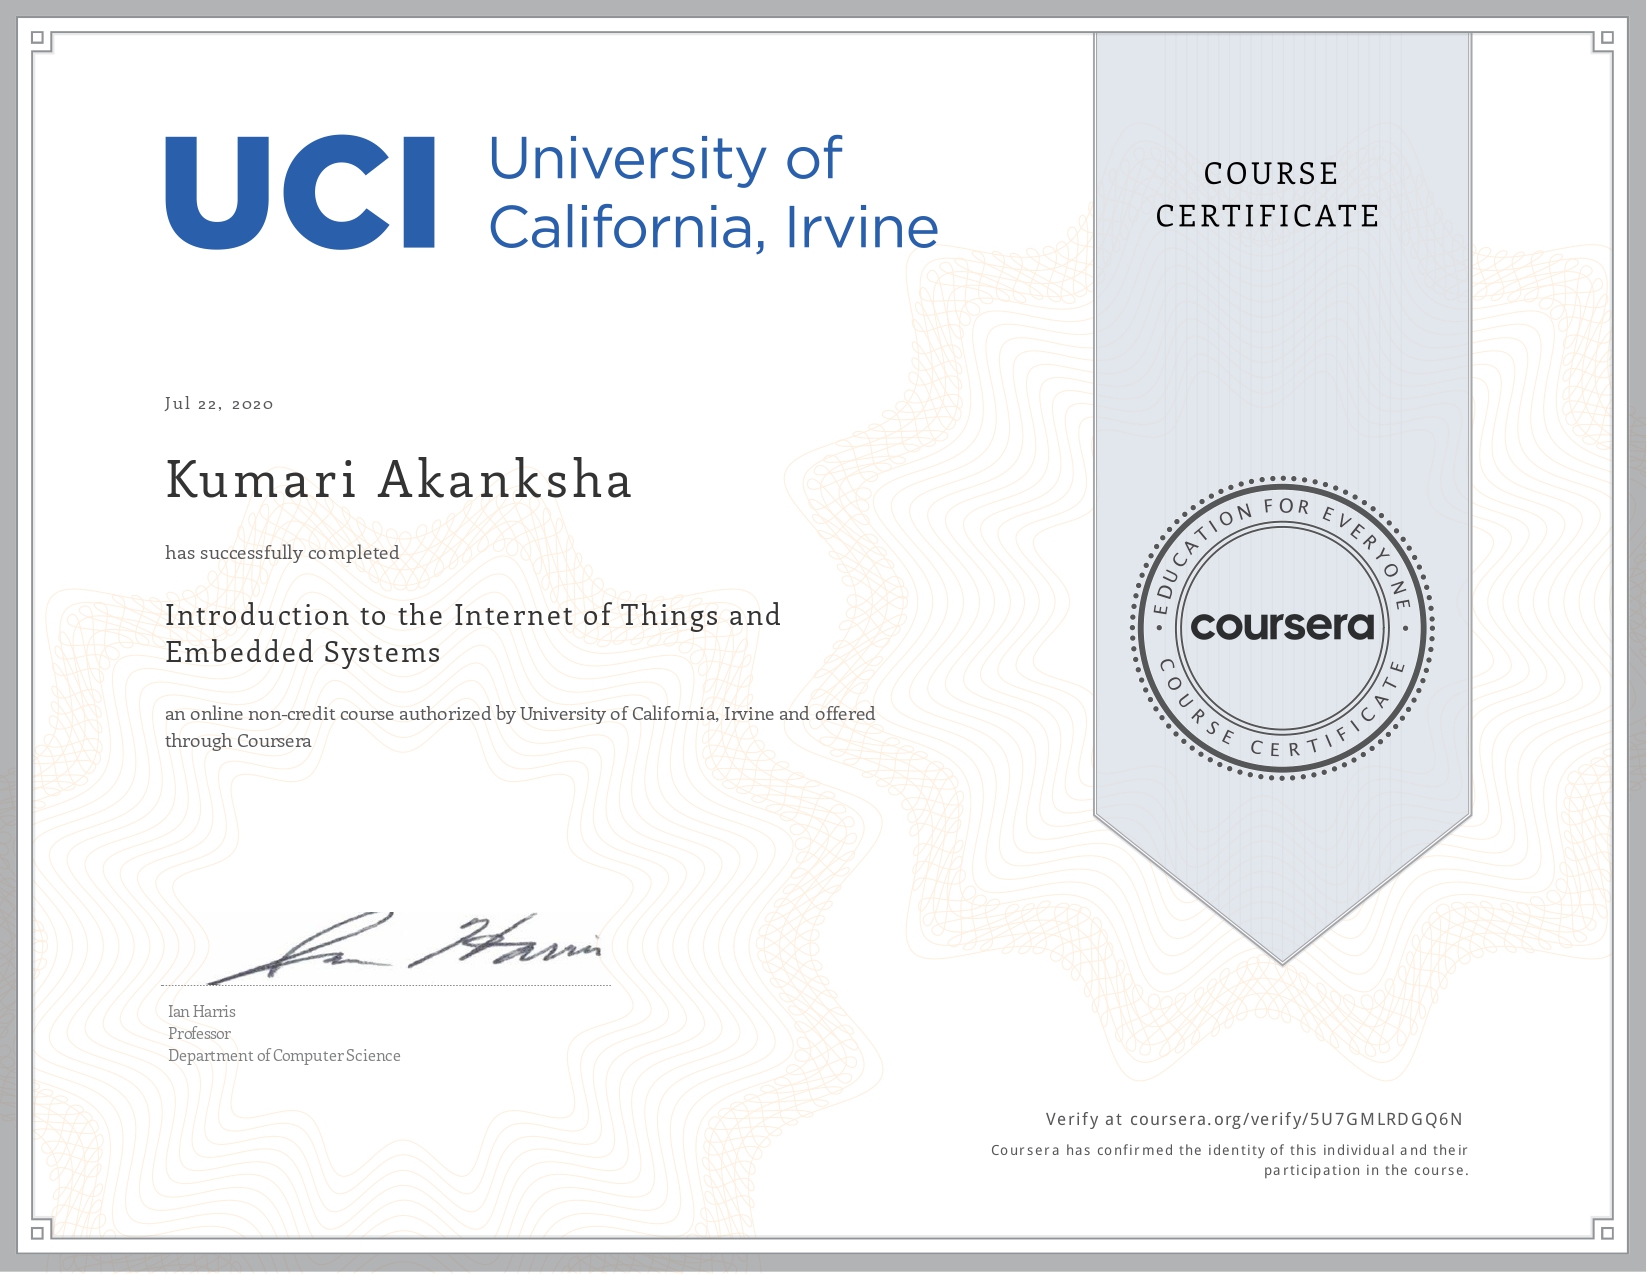 UCI University of
California, Irvine
COURSE
CERTIFICATE
Jul 22, 2020
Kumari Akanksha
has successfully completed
Introduction to the Internet of Things and
Embedded Systems
an online non-credit course authorized by University of California, Irvine and offered
through Coursera
EDUCATION FOR EVERYONE
coursera
COURSE CERTIFICATE
Ian Harris
Ian Harris
Professor
Department of Computer Science
Verify at coursera.org/verify/5U7GMLRDGQ6N
Coursera has confirmed the identity of this individual and their
participation in the course.